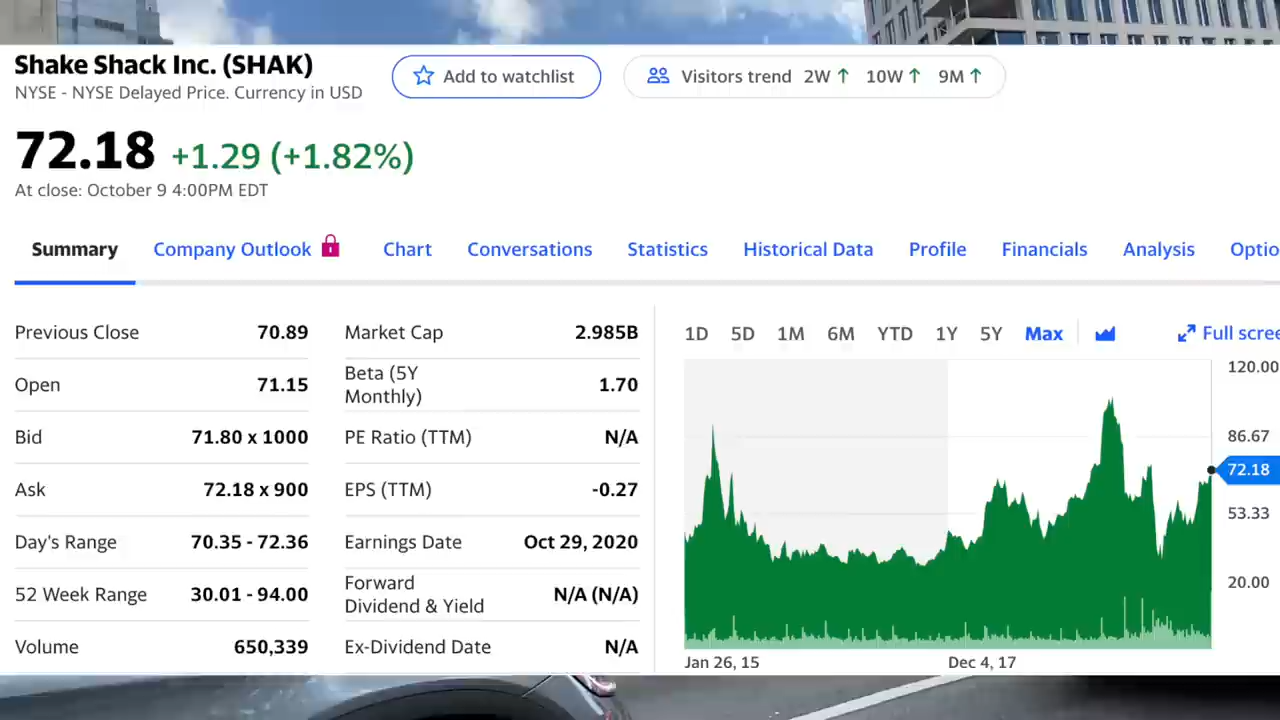 Shake Shack Inc. (SHAK)
NYSE - NYSE Delayed Price. Currency in USD
Add to watchlist
Visitors trend 2W↑ 10W↑ 9M↑
72.18 +1.29 (+1.82%)
At close: October 9 4:00PM EDT
Summary Company Outlook Chart Conversations Statistics Historical Data Profile Financials Analysis Optio
Previous Close 70.89
Open 71.15
Bid 71.80 x 1000
Ask 72.18 x 900
Day's Range 70.35 - 72.36
52 Week Range 30.01 - 94.00
Volume 650,339
Market Cap 2.985B
Beta (5Y
Monthly) 1.70
PE Ratio (TTM) N/A
EPS (TTM) -0.27
Earnings Date Oct 29, 2020
Forward
Dividend & Yield N/A (N/A)
Ex-Dividend Date N/A
1D 5D 1M 6M YTD 1Y 5Y Max Full scree
120.00
86.67
72.18
53.33
20.00
Jan 26, 15 Dec 4, 17